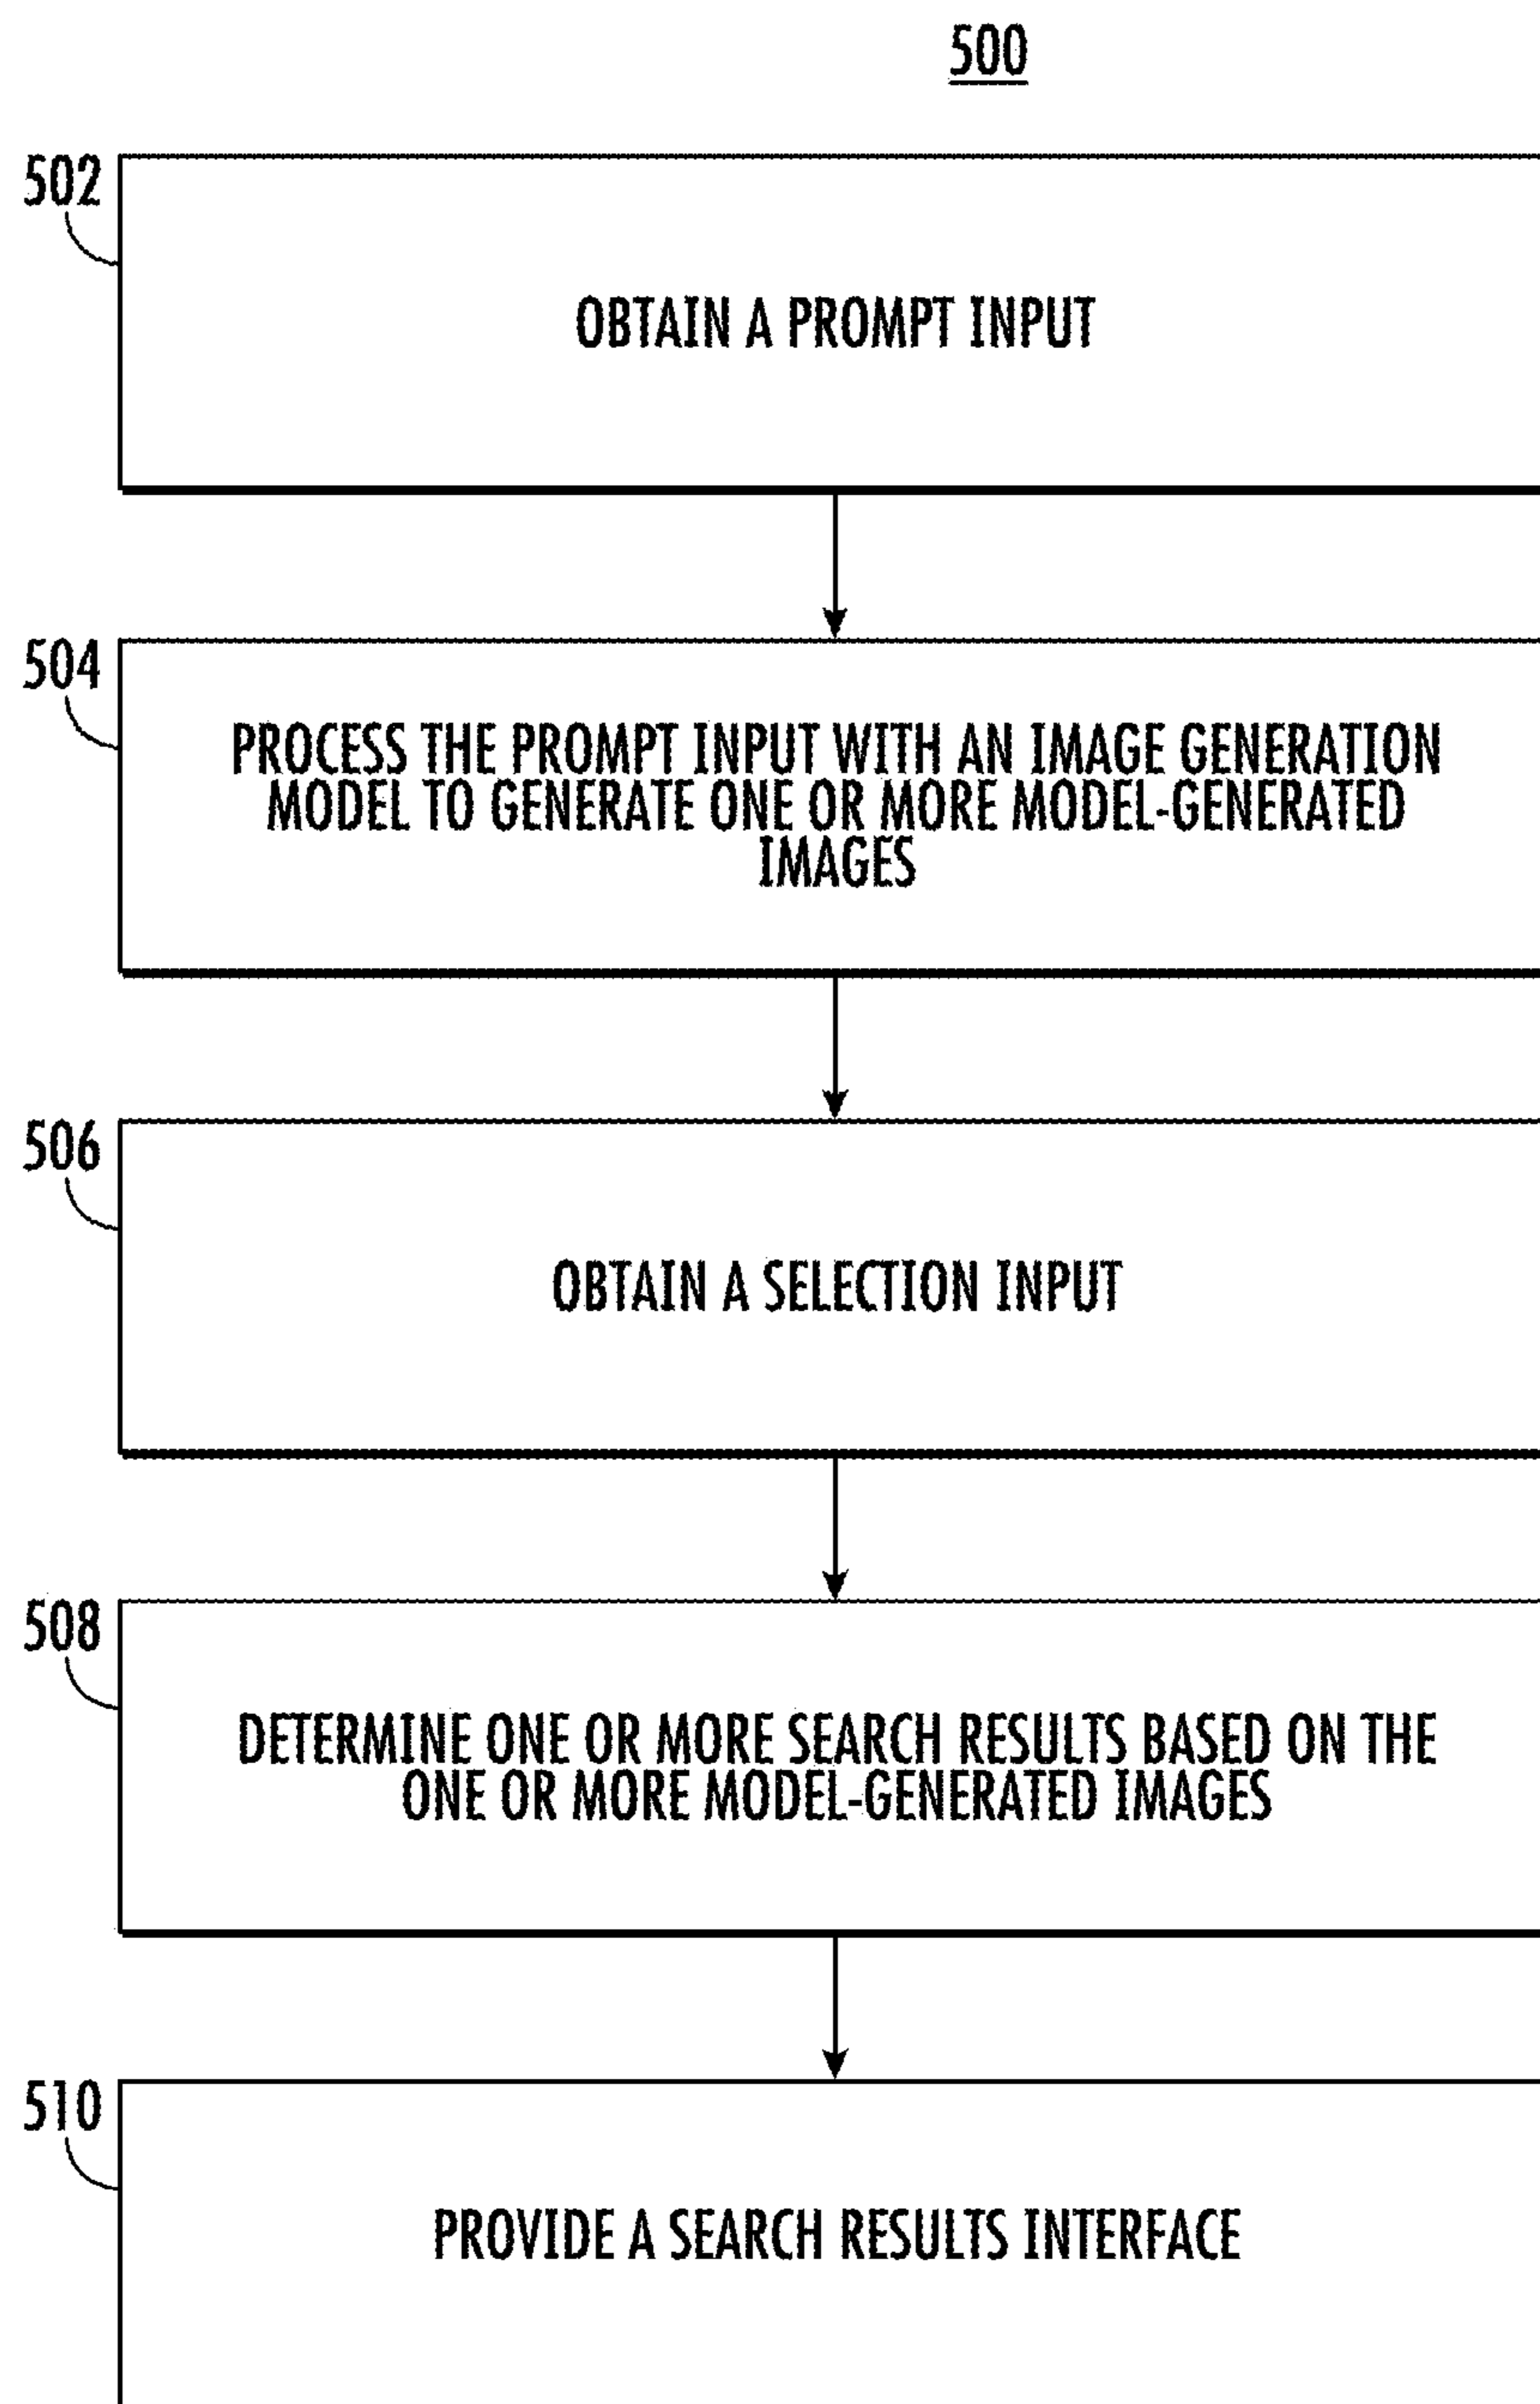 500
502
OBTAIN A PROMPT INPUT
504
PROCESS THE PROMPT INPUT WITH AN IMAGE GENERATION
MODEL TO GENERATE ONE OR MORE MODEL-GENERATED
IMAGES
506
OBTAIN A SELECTION INPUT
508
DETERMINE ONE OR MORE SEARCH RESULTS BASED ON THE
ONE OR MORE MODEL-GENERATED IMAGES
510
PROVIDE A SEARCH RESULTS INTERFACE